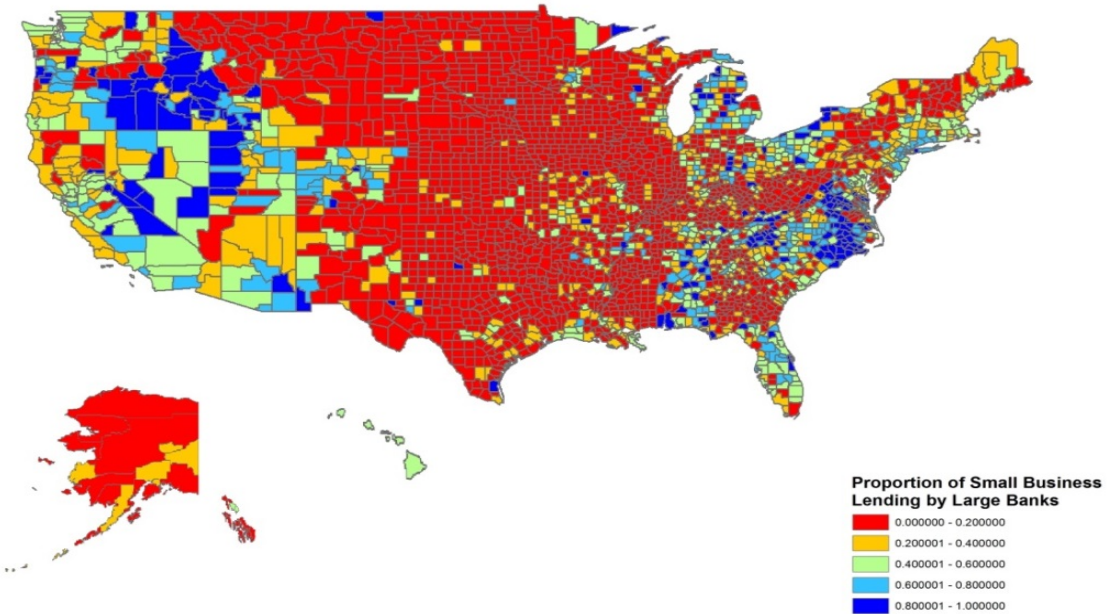 Proportion of Small Business
Lending by Large Banks
0.000000 - 0.200000
0.200001 - 0.400000
0.400001 - 0.600000
0.600001 - 0.800000
0.800001 - 1.000000